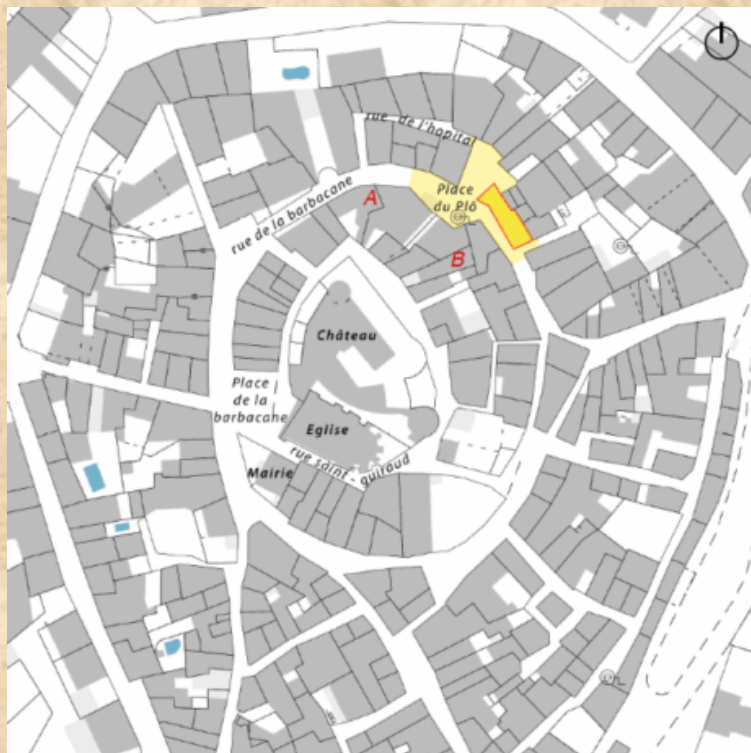 rue de l'hopital
A
Place
du Plô
rue de la barbacane
B
Château
Place
de la
barbacane
Eglise
rue saint - guiraud
Mairie